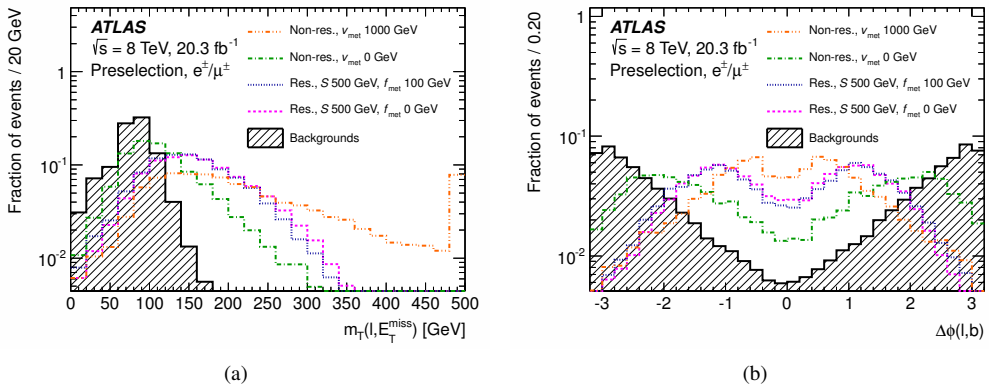 ATLAS
√s = 8 TeV, 20.3 fb⁻¹
Preselection, e±/μ±
Non-res., v_met 1000 GeV
Non-res., v_met 0 GeV
Res., S 500 GeV, f_met 100 GeV
Res., S 500 GeV, f_met 0 GeV
Backgrounds
Fraction of events / 20 GeV
1
10⁻¹
10⁻²
0 50 100 150 200 250 300 350 400 450 500
m_T(l,E_T^miss) [GeV]
(a)
ATLAS
√s = 8 TeV, 20.3 fb⁻¹
Preselection, e±/μ±
Non-res., v_met 1000 GeV
Non-res., v_met 0 GeV
Res., S 500 GeV, f_met 100 GeV
Res., S 500 GeV, f_met 0 GeV
Backgrounds
Fraction of events / 0.20
1
10⁻¹
10⁻²
-3 -2 -1 0 1 2 3
Δϕ(l,b)
(b)